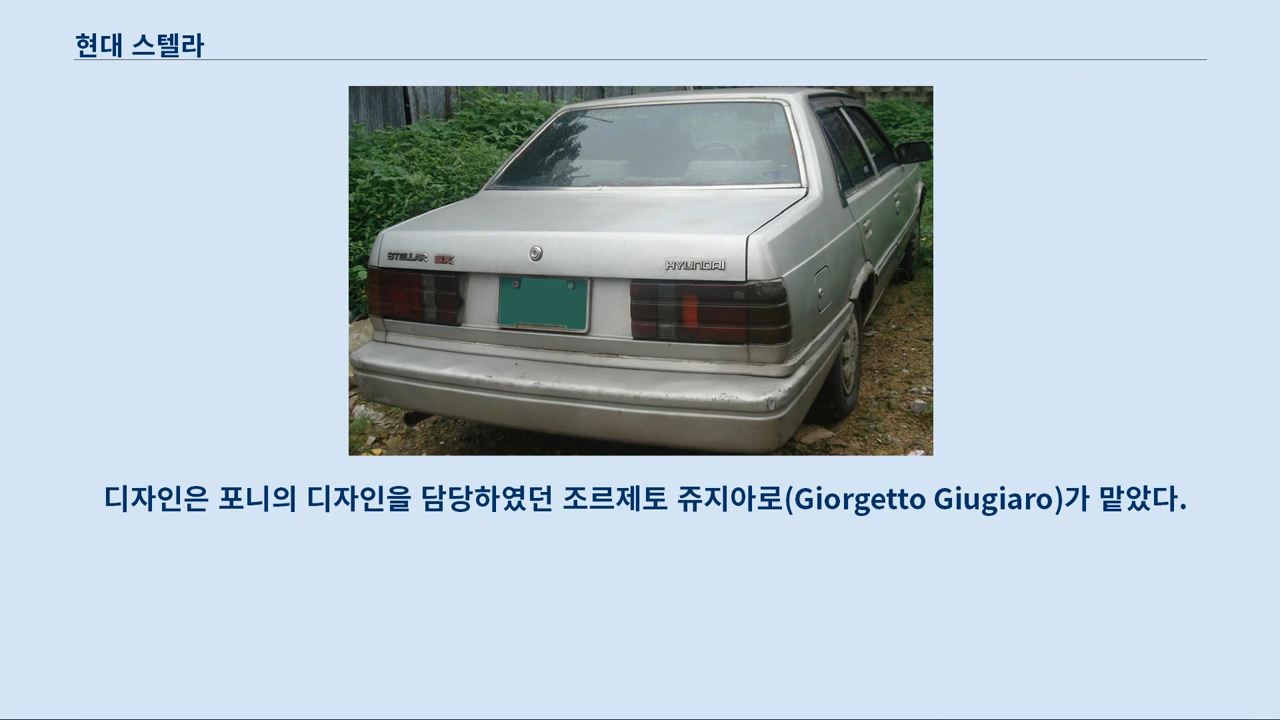 현대 스텔라
STELLAR GX
HYUNDAI
디자인은 포니의 디자인을 담당하였던 조르제토 쥬지아로(Giorgetto Giugiaro)가 맡았다.